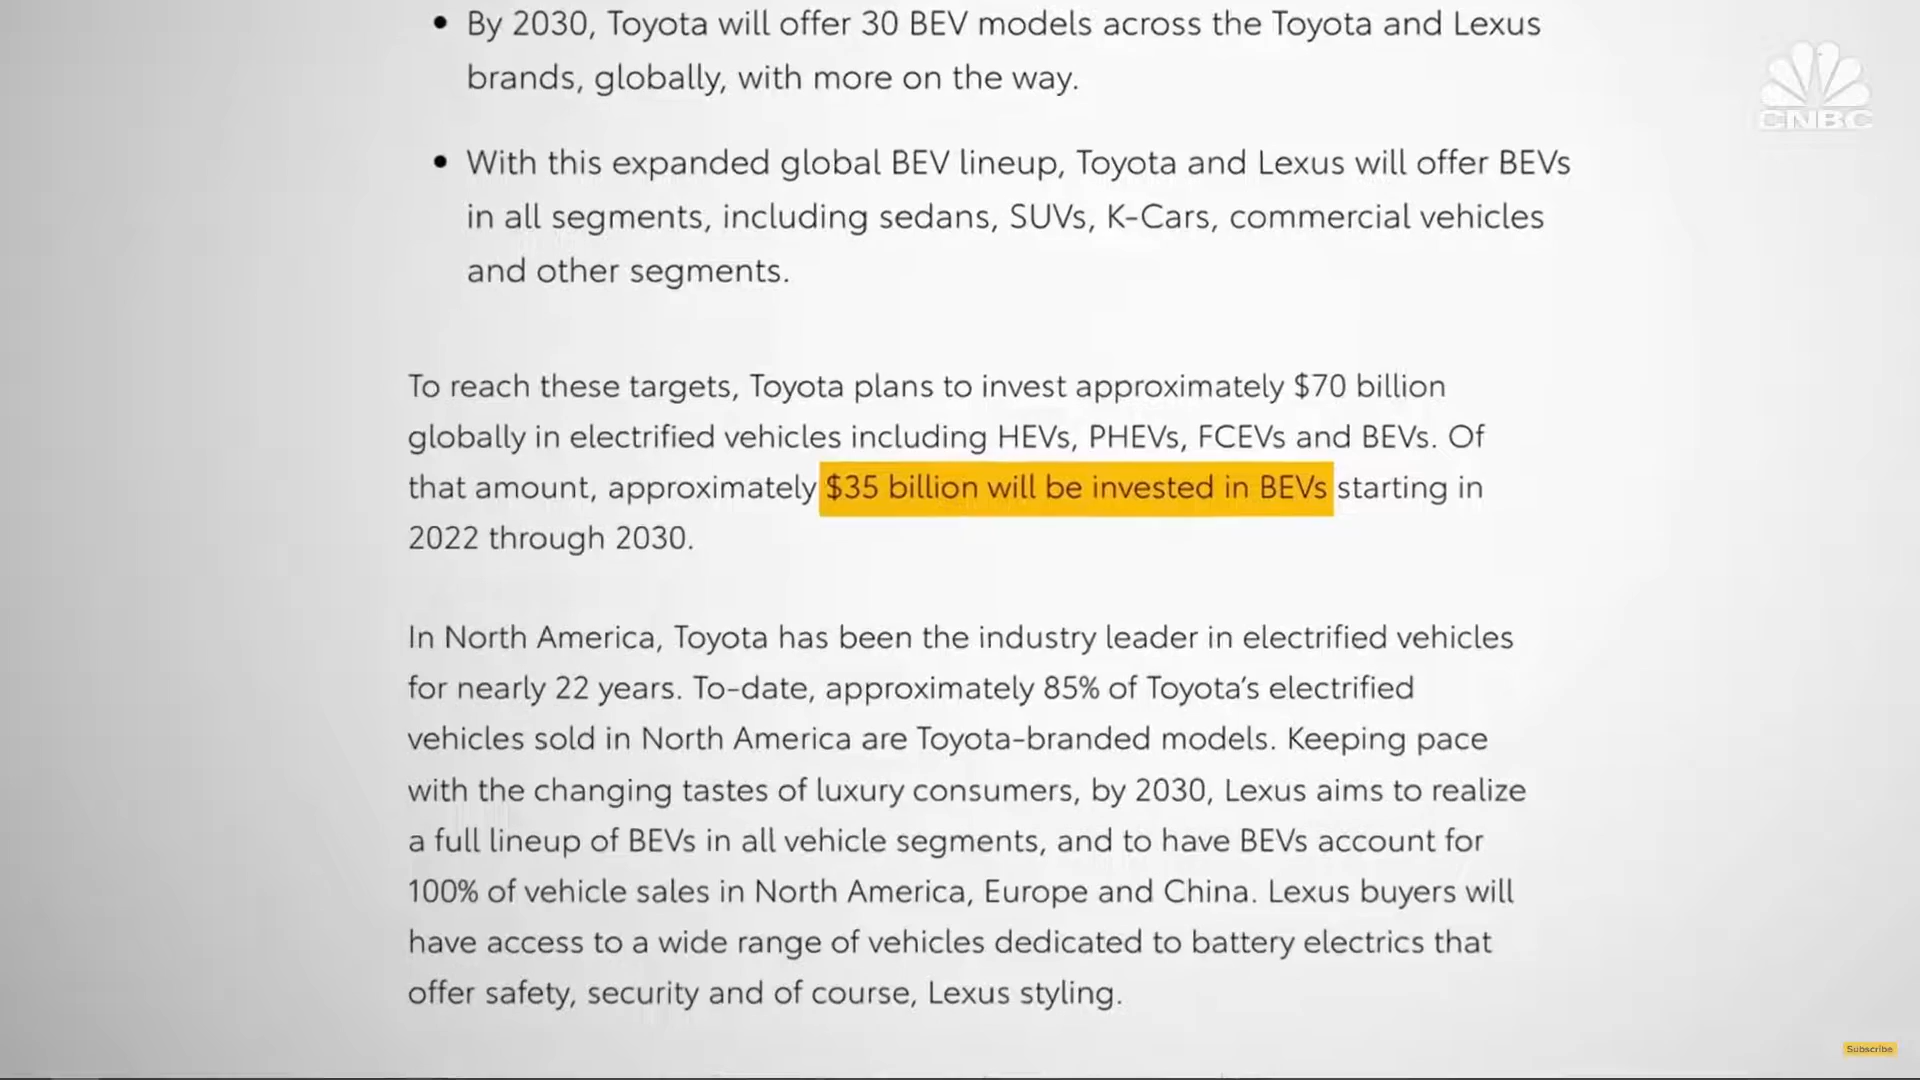 • By 2030, Toyota will offer 30 BEV models across the Toyota and Lexus
brands, globally, with more on the way.
• With this expanded global BEV lineup, Toyota and Lexus will offer BEVs
in all segments, including sedans, SUVs, K-Cars, commercial vehicles
and other segments.
To reach these targets, Toyota plans to invest approximately $70 billion
globally in electrified vehicles including HEVs, PHEVs, FCEVs and BEVs. Of
that amount, approximately $35 billion will be invested in BEVs starting in
2022 through 2030.
In North America, Toyota has been the industry leader in electrified vehicles
for nearly 22 years. To-date, approximately 85% of Toyota’s electrified
vehicles sold in North America are Toyota-branded models. Keeping pace
with the changing tastes of luxury consumers, by 2030, Lexus aims to realize
a full lineup of BEVs in all vehicle segments, and to have BEVs account for
100% of vehicle sales in North America, Europe and China. Lexus buyers will
have access to a wide range of vehicles dedicated to battery electrics that
offer safety, security and of course, Lexus styling.
CNBC
Subscribe